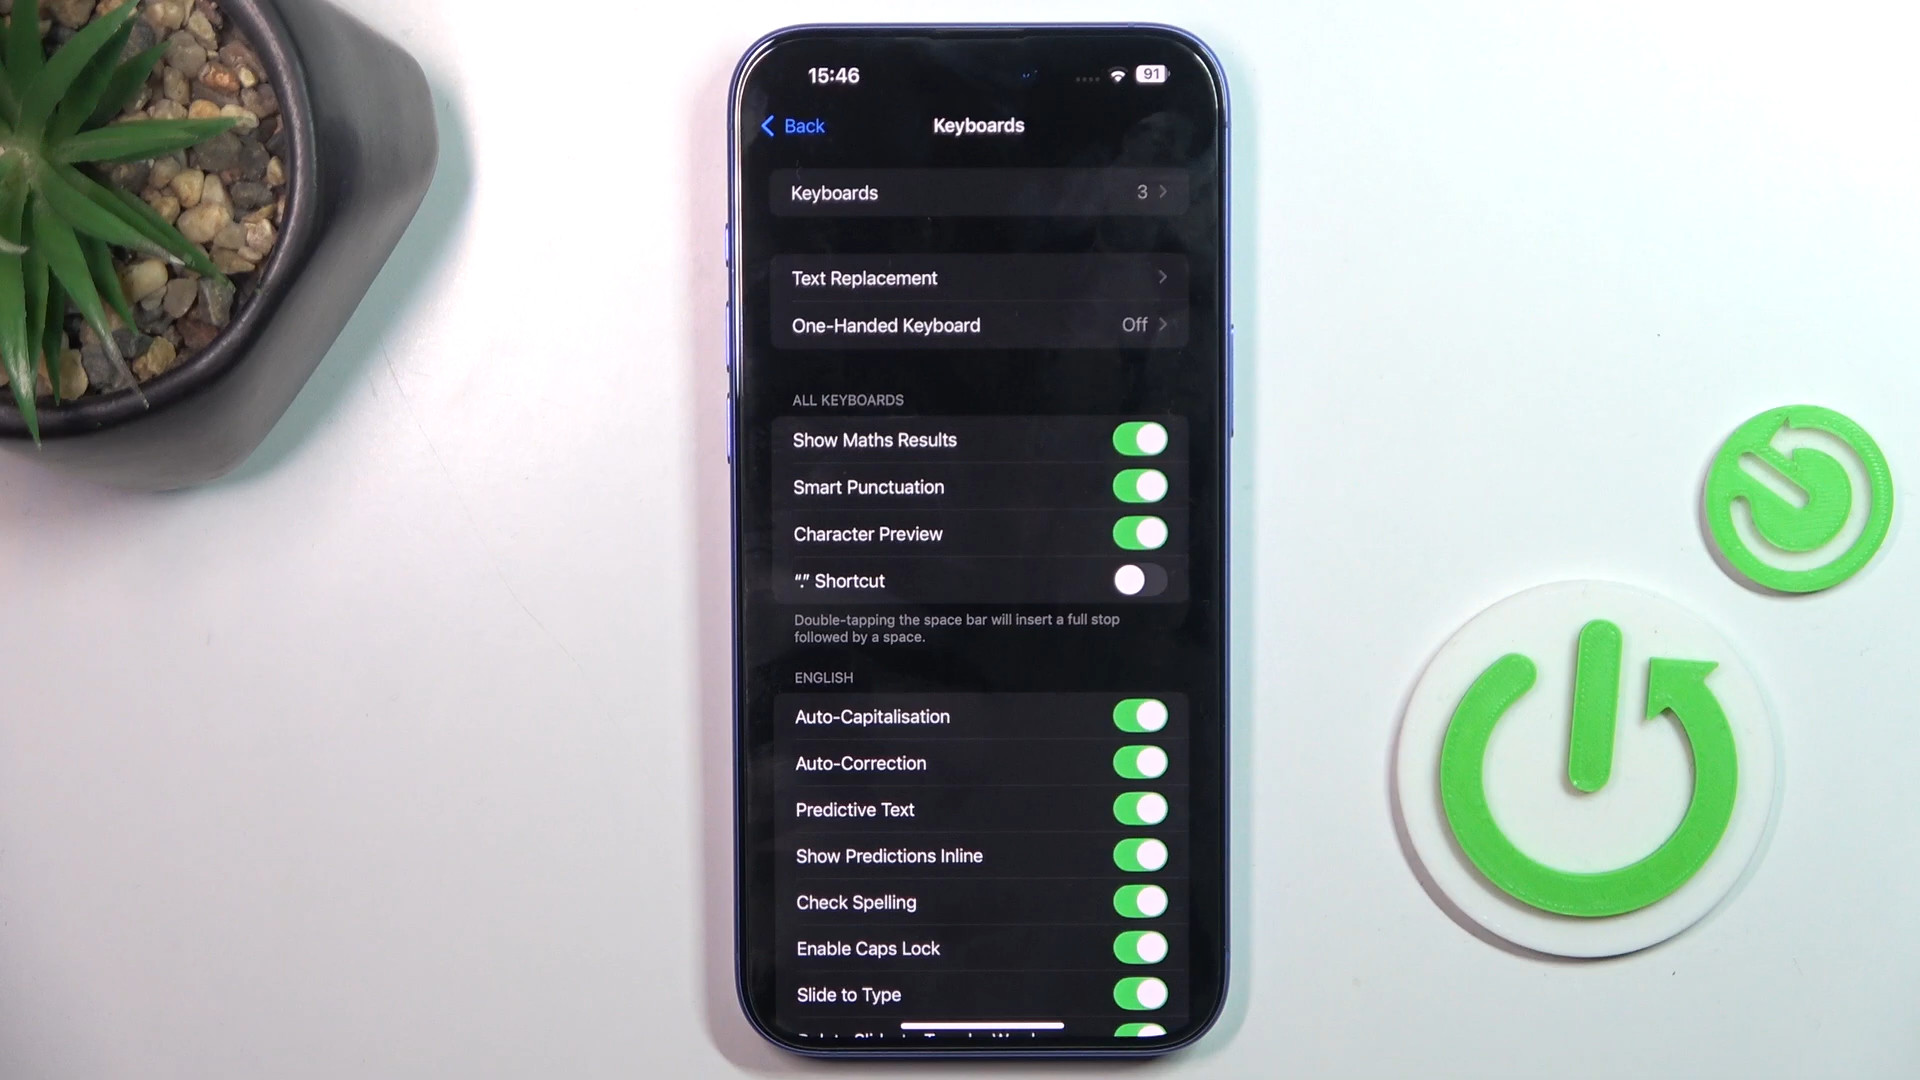 15:46
91
Back
Keyboards
Keyboards 3
Text Replacement
One-Handed Keyboard Off
ALL KEYBOARDS
Show Maths Results
Smart Punctuation
Character Preview
“.” Shortcut
Double-tapping the space bar will insert a full stop
followed by a space.
ENGLISH
Auto-Capitalisation
Auto-Correction
Predictive Text
Show Predictions Inline
Check Spelling
Enable Caps Lock
Slide to Type